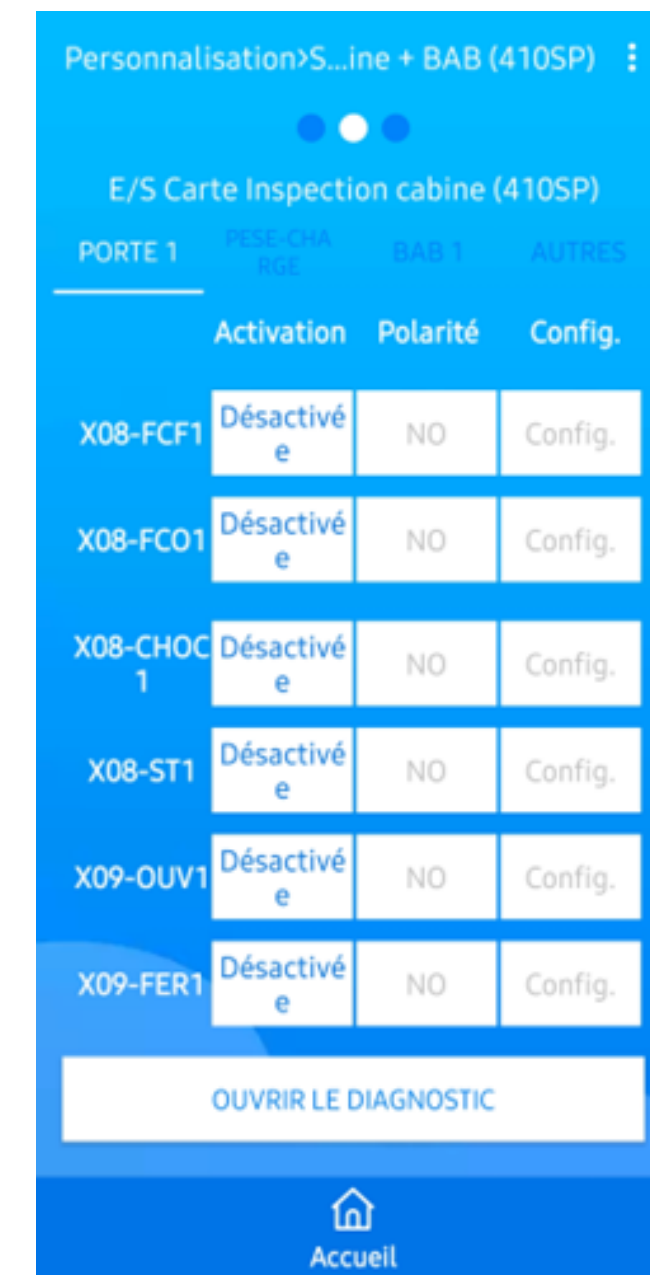 Personnalisation>S...ine + BAB (410SP)
E/S Carte Inspection cabine (410SP)
PORTE 1 PESE-CHA BAB 1 AUTRES
RGE
Activation Polarité Config.
X08-FCF1 Désactivé NO Config.
e
X08-FCO1 Désactivé NO Config.
e
X08-CHOC Désactivé NO Config.
1 e
X08-ST1 Désactivé NO Config.
e
X09-OUV1 Désactivé NO Config.
e
X09-FER1 Désactivé NO Config.
e
OUVRIR LE DIAGNOSTIC
Accueil